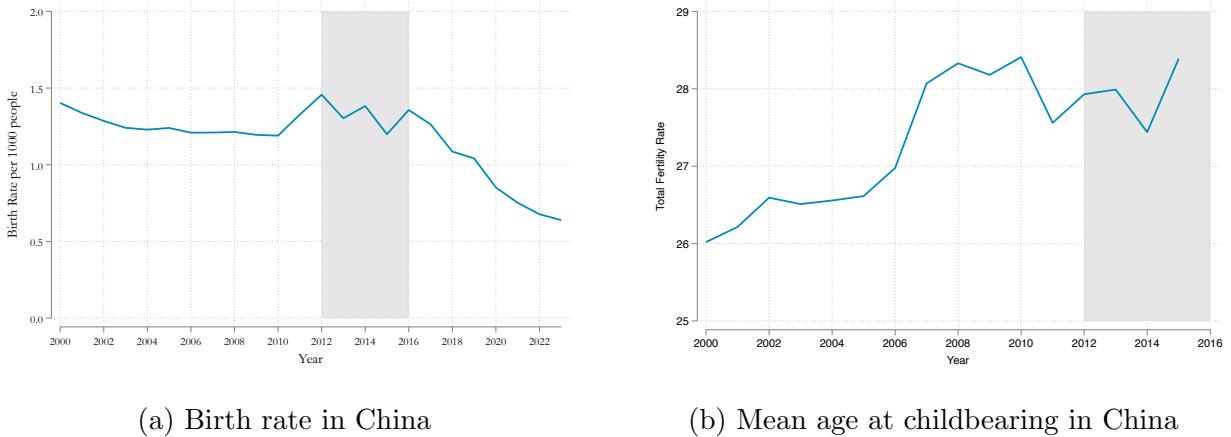 2.0
1.5
1.0
0.5
0.0
Birth Rate per 1000 people
2000 2002 2004 2006 2008 2010 2012 2014 2016 2018 2020 2022
Year
(a) Birth rate in China
29
28
27
26
25
Total Fertility Rate
2000 2002 2004 2006 2008 2010 2012 2014 2016
Year
(b) Mean age at childbearing in China